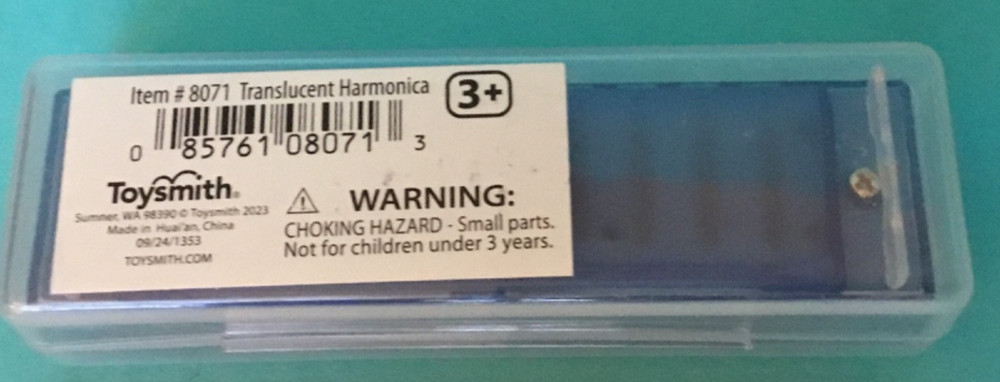 Item # 8071 Translucent Harmonica
3+
0 85761 08071 3
Toysmith®
Sumner, WA 98390 © Toysmith 2023
Made in Huai'an, China
09/24/1353
TOYSMITH.COM
WARNING:
CHOKING HAZARD - Small parts.
Not for children under 3 years.